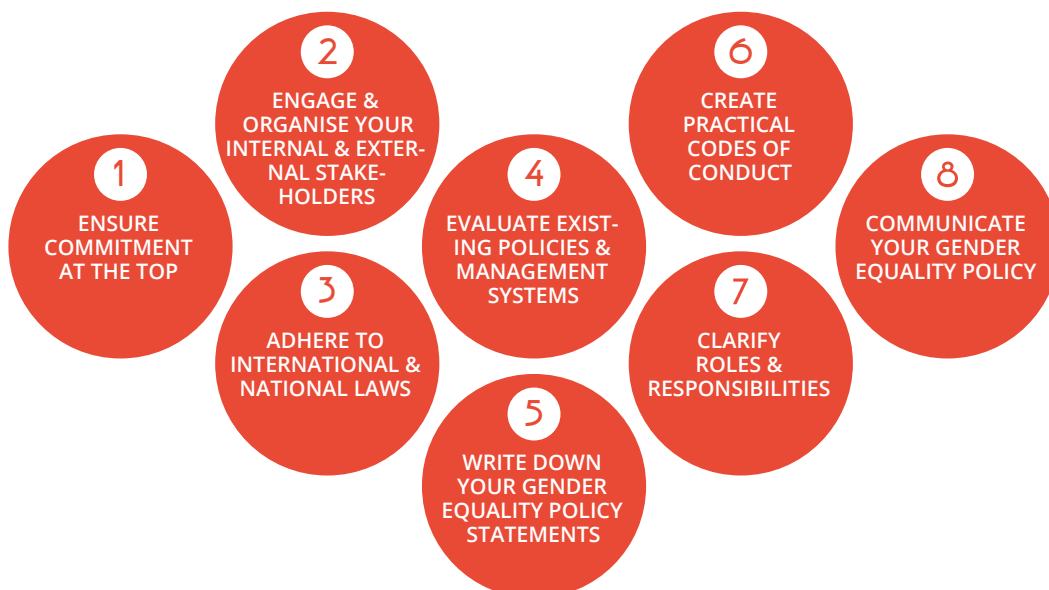 1
ENSURE
COMMITMENT
AT THE TOP
2
ENGAGE &
ORGANISE YOUR
INTERNAL & EXTER-
NAL STAKE-
HOLDERS
3
ADHERE TO
INTERNATIONAL &
NATIONAL LAWS
4
EVALUATE EXIST-
ING POLICIES &
MANAGEMENT
SYSTEMS
5
WRITE DOWN
YOUR GENDER
EQUALITY POLICY
STATEMENTS
6
CREATE
PRACTICAL
CODES OF
CONDUCT
7
CLARIFY
ROLES &
RESPONSIBILITIES
8
COMMUNICATE
YOUR GENDER
EQUALITY POLICY